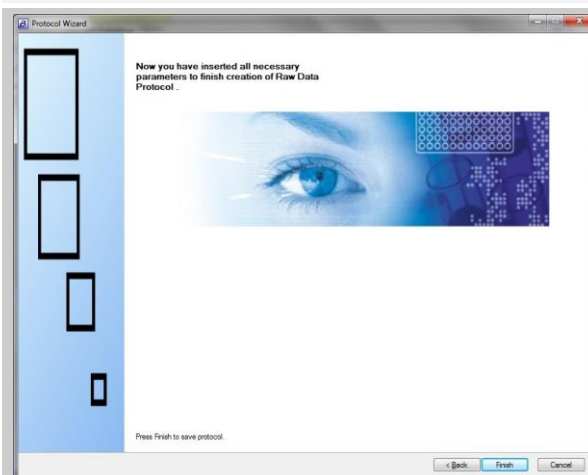 Protocol Wizard
Now you have inserted all necessary
parameters to finish creation of Raw Data
Protocol .
Press Finish to save protocol.
< Back
Finish
Cancel